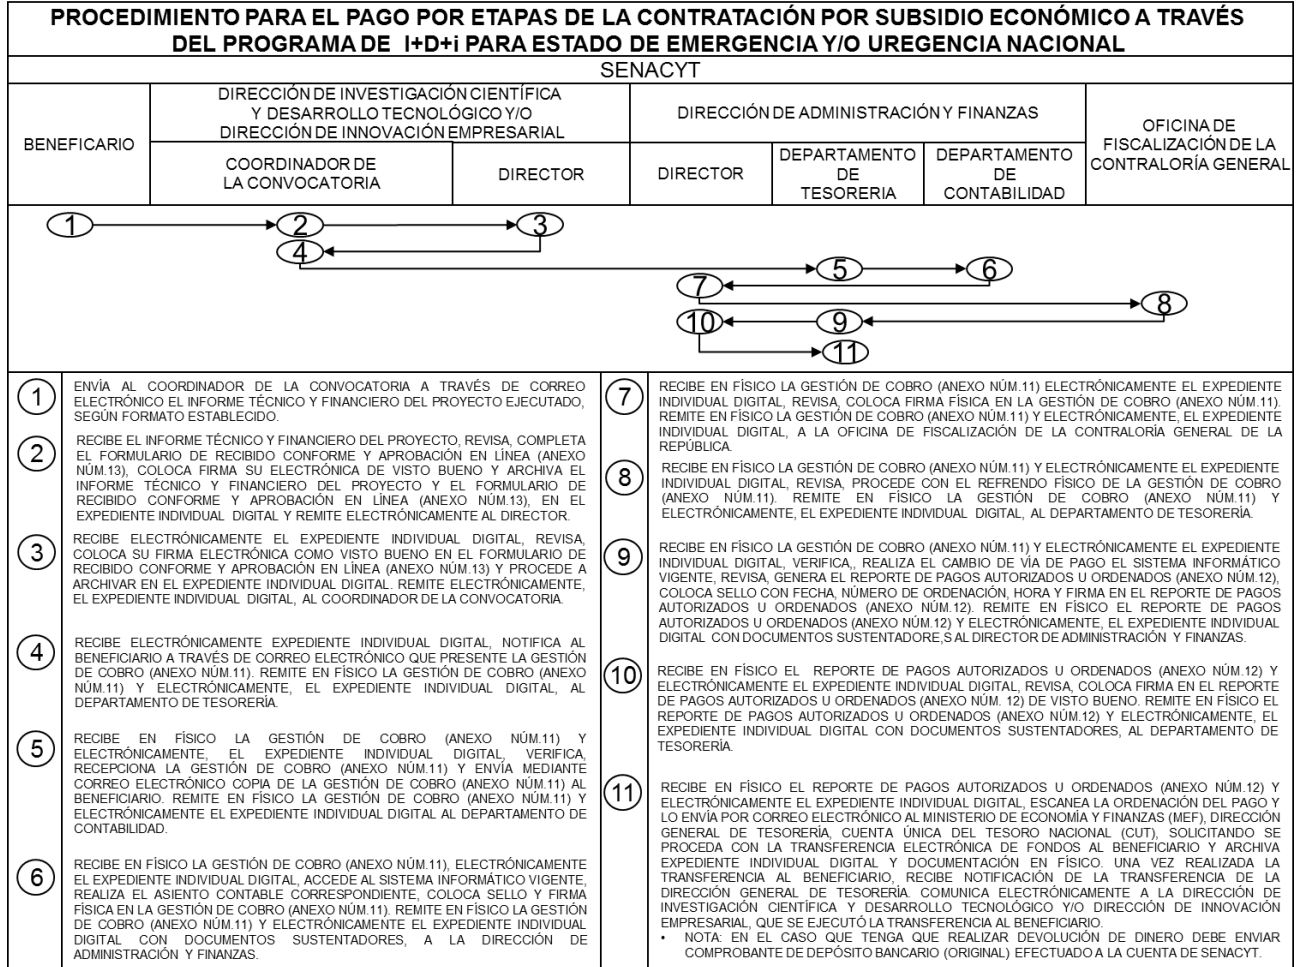 PROCEDIMIENTO PARA EL PAGO POR ETAPAS DE LA CONTRATACIÓN POR SUBSIDIO ECONÓMICO A TRAVÉS
DEL PROGRAMA DE I+D+i PARA ESTADO DE EMERGENCIA Y/O UREGENCIA NACIONAL
SENACYT
BENEFICARIO
DIRECCIÓN DE INVESTIGACIÓN CIENTÍFICA
Y DESARROLLO TECNOLÓGICO Y/O
DIRECCIÓN DE INNOVACIÓN EMPRESARIAL
COORDINADOR DE
LA CONVOCATORIA
DIRECTOR
DIRECCIÓN DE ADMINISTRACIÓN Y FINANZAS
DIRECTOR
DEPARTAMENTO
DE
TESORERIA
DEPARTAMENTO
DE
CONTABILIDAD
OFICINA DE
FISCALIZACIÓN DE LA
CONTRALORÍA GENERAL
1
2
3
4
5
6
7
8
10
9
11
1
ENVÍA AL COORDINADOR DE LA CONVOCATORIA A TRAVÉS DE CORREO
ELECTRÓNICO EL INFORME TÉCNICO Y FINANCIERO DEL PROYECTO EJECUTADO,
SEGÚN FORMATO ESTABLECIDO.
2
RECIBE EL INFORME TÉCNICO Y FINANCIERO DEL PROYECTO, REVISA, COMPLETA
EL FORMULARIO DE RECIBIDO CONFORME Y APROBACIÓN EN LÍNEA (ANEXO
NÚM.13), COLOCA FIRMA SU ELECTRÓNICA DE VISTO BUENO Y ARCHIVA EL
INFORME TÉCNICO Y FINANCIERO DEL PROYECTO Y EL FORMULARIO DE
RECIBIDO CONFORME Y APROBACIÓN EN LÍNEA (ANEXO NÚM.13), EN EL
EXPEDIENTE INDIVIDUAL DIGITAL Y REMITE ELECTRÓNICAMENTE AL DIRECTOR.
3
RECIBE ELECTRÓNICAMENTE EL EXPEDIENTE INDIVIDUAL DIGITAL, REVISA,
COLOCA SU FIRMA ELECTRÓNICA COMO VISTO BUENO EN EL FORMULARIO DE
RECIBIDO CONFORME Y APROBACIÓN EN LÍNEA (ANEXO NÚM.13) Y PROCEDE A
ARCHIVAR EN EL EXPEDIENTE INDIVIDUAL DIGITAL. REMITE ELECTRÓNICAMENTE,
EL EXPEDIENTE INDIVIDUAL DIGITAL, AL COORDINADOR DE LA CONVOCATORIA.
4
RECIBE ELECTRÓNICAMENTE EXPEDIENTE INDIVIDUAL DIGITAL, NOTIFICA AL
BENEFICIARIO A TRAVÉS DE CORREO ELECTRÓNICO QUE PRESENTE LA GESTIÓN
DE COBRO (ANEXO NÚM.11). REMITE EN FÍSICO LA GESTIÓN DE COBRO (ANEXO
NÚM.11) Y ELECTRÓNICAMENTE, EL EXPEDIENTE INDIVIDUAL DIGITAL, AL
DEPARTAMENTO DE TESORERÍA.
5
RECIBE EN FÍSICO LA GESTIÓN DE COBRO (ANEXO NÚM.11) Y
ELECTRÓNICAMENTE, EL EXPEDIENTE INDIVIDUAL DIGITAL, VERIFICA,
RECEPCIONA LA GESTIÓN DE COBRO (ANEXO NÚM.11) Y ENVÍA MEDIANTE
CORREO ELECTRÓNICO COPIA DE LA GESTIÓN DE COBRO (ANEXO NÚM.11) AL
BENEFICIARIO. REMITE EN FÍSICO LA GESTIÓN DE COBRO (ANEXO NÚM.11) Y
ELECTRÓNICAMENTE EL EXPEDIENTE INDIVIDUAL DIGITAL AL DEPARTAMENTO DE
CONTABILIDAD.
6
RECIBE EN FÍSICO LA GESTIÓN DE COBRO (ANEXO NÚM.11), ELECTRÓNICAMENTE
EL EXPEDIENTE INDIVIDUAL DIGITAL, ACCEDE AL SISTEMA INFORMÁTICO VIGENTE,
REALIZA EL ASIENTO CONTABLE CORRESPONDIENTE, COLOCA SELLO Y FIRMA
FÍSICA EN LA GESTIÓN DE COBRO (ANEXO NÚM.11). REMITE EN FÍSICO LA GESTIÓN
DE COBRO (ANEXO NÚM.11) Y ELECTRÓNICAMENTE EL EXPEDIENTE INDIVIDUAL
DIGITAL CON DOCUMENTOS SUSTENTADORES, A LA DIRECCIÓN DE
ADMINISTRACIÓN Y FINANZAS.
7
RECIBE EN FÍSICO LA GESTIÓN DE COBRO (ANEXO NÚM.11) ELECTRÓNICAMENTE EL EXPEDIENTE
INDIVIDUAL DIGITAL, REVISA, COLOCA FIRMA FÍSICA EN LA GESTIÓN DE COBRO (ANEXO NÚM.11).
REMITE EN FÍSICO LA GESTIÓN DE COBRO (ANEXO NÚM.11) Y ELECTRÓNICAMENTE, EL EXPEDIENTE
INDIVIDUAL DIGITAL, A LA OFICINA DE FISCALIZACIÓN DE LA CONTRALORÍA GENERAL DE LA
REPÚBLICA.
8
RECIBE EN FÍSICO LA GESTIÓN DE COBRO (ANEXO NÚM.11) Y ELECTRÓNICAMENTE EL EXPEDIENTE
INDIVIDUAL DIGITAL, REVISA, PROCEDE CON EL REFRENDO FÍSICO DE LA GESTIÓN DE COBRO
(ANEXO NÚM.11). REMITE EN FÍSICO LA GESTIÓN DE COBRO (ANEXO NÚM.11) Y
ELECTRÓNICAMENTE, EL EXPEDIENTE INDIVIDUAL DIGITAL, AL DEPARTAMENTO DE TESORERÍA.
9
RECIBE EN FÍSICO LA GESTIÓN DE COBRO (ANEXO NÚM.11) Y ELECTRÓNICAMENTE EL EXPEDIENTE
INDIVIDUAL DIGITAL, VERIFICA,, REALIZA EL CAMBIO DE VÍA DE PAGO EL SISTEMA INFORMÁTICO
VIGENTE, REVISA, GENERA EL REPORTE DE PAGOS AUTORIZADOS U ORDENADOS (ANEXO NÚM.12),
COLOCA SELLO CON FECHA, NÚMERO DE ORDENACIÓN, HORA Y FIRMA EN EL REPORTE DE PAGOS
AUTORIZADOS U ORDENADOS (ANEXO NÚM.12). REMITE EN FÍSICO EL REPORTE DE PAGOS
AUTORIZADOS U ORDENADOS (ANEXO NÚM.12) Y ELECTRÓNICAMENTE, EL EXPEDIENTE INDIVIDUAL
DIGITAL CON DOCUMENTOS SUSTENTADORE,S AL DIRECTOR DE ADMINISTRACIÓN Y FINANZAS.
10
RECIBE EN FÍSICO EL REPORTE DE PAGOS AUTORIZADOS U ORDENADOS (ANEXO NÚM.12) Y
ELECTRÓNICAMENTE EL EXPEDIENTE INDIVIDUAL DIGITAL, REVISA, COLOCA FIRMA EN EL REPORTE
DE PAGOS AUTORIZADOS U ORDENADOS (ANEXO NÚM. 12) DE VISTO BUENO. REMITE EN FÍSICO EL
REPORTE DE PAGOS AUTORIZADOS U ORDENADOS (ANEXO NÚM.12) Y ELECTRÓNICAMENTE, EL
EXPEDIENTE INDIVIDUAL DIGITAL CON DOCUMENTOS SUSTENTADORES, AL DEPARTAMENTO DE
TESORERÍA.
11
RECIBE EN FÍSICO EL REPORTE DE PAGOS AUTORIZADOS U ORDENADOS (ANEXO NÚM.12) Y
ELECTRÓNICAMENTE EL EXPEDIENTE INDIVIDUAL DIGITAL, ESCANEA LA ORDENACIÓN DEL PAGO Y
LO ENVÍA POR CORREO ELECTRÓNICO AL MINISTERIO DE ECONOMÍA Y FINANZAS (MEF), DIRECCIÓN
GENERAL DE TESORERÍA, CUENTA ÚNICA DEL TESORO NACIONAL (CUT), SOLICITANDO SE
PROCEDA CON LA TRANSFERENCIA ELECTRÓNICA DE FONDOS AL BENEFICIARIO Y ARCHIVA
EXPEDIENTE INDIVIDUAL DIGITAL Y DOCUMENTACIÓN EN FÍSICO. UNA VEZ REALIZADA LA
TRANSFERENCIA AL BENEFICIARIO, RECIBE NOTIFICACIÓN DE LA TRANSFERENCIA DE LA
DIRECCIÓN GENERAL DE TESORERÍA. COMUNICA ELECTRÓNICAMENTE A LA DIRECCIÓN DE
INVESTIGACIÓN CIENTÍFICA Y DESARROLLO TECNOLÓGICO Y/O DIRECCIÓN DE INNOVACIÓN
EMPRESARIAL, QUE SE EJECUTÓ LA TRANSFERENCIA AL BENEFICIARIO.
• NOTA: EN EL CASO QUE TENGA QUE REALIZAR DEVOLUCIÓN DE DINERO DEBE ENVIAR
COMPROBANTE DE DEPÓSITO BANCARIO (ORIGINAL) EFECTUADO A LA CUENTA DE SENACYT.